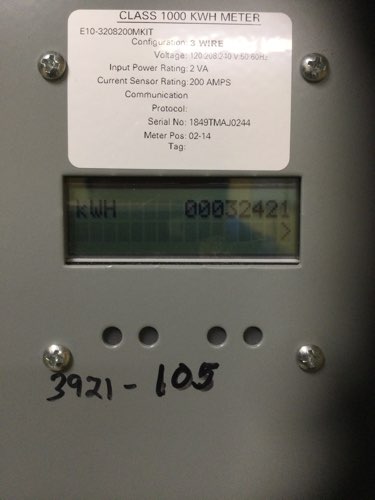 CLASS 1000 KWH METER
E10-3208200MKIT
Configuration: 3 WIRE
Voltage: 120/208/240 V;50/60Hz
Input Power Rating: 2 VA
Current Sensor Rating: 200 AMPS
Communication
Protocol:
Serial No: 1849TMAJ0244
Meter Pos: 02-14
Tag:
kWH 00032421
>
3921-105